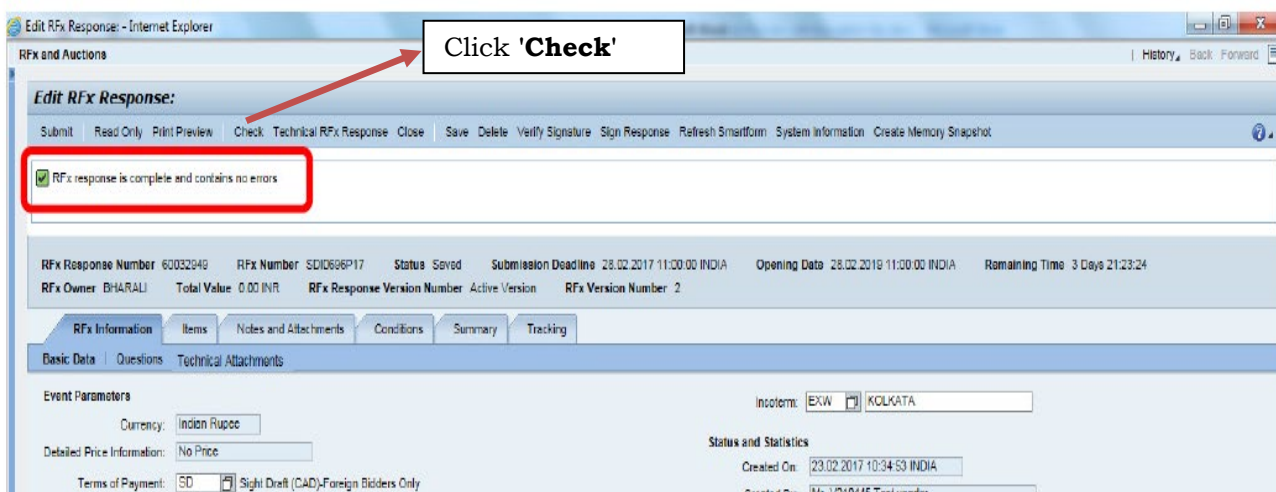 Edit RFx Response: - Internet Explorer
Click 'Check'
RFx and Auctions
History Back Forward
Edit RFx Response:
Submit Read Only Print Preview Check Technical RFx Response Close Save Delete Verify Signature Sign Response Refresh Smartform System Information Create Memory Snapshot
RFx response is complete and contains no errors
RFx Response Number 60032949 RFx Number SDI0696P17 Status Saved Submission Deadline 28.02.2017 11:00:00 INDIA Opening Date 28.02.2019 11:00:00 INDIA Remaining Time 3 Days 21:23:24
RFx Owner BHARALI Total Value 0.00 INR RFx Response Version Number Active Version RFx Version Number 2
RFx Information Items Notes and Attachments Conditions Summary Tracking
Basic Data Questions Technical Attachments
Event Parameters
Incoterm: EXW KOLKATA
Currency: Indian Rupee
Status and Statistics
Detailed Price Information: No Price
Created On: 23.02.2017 10:34:53 INDIA
Terms of Payment: SD Sight Draft (CAD)-Foreign Bidders Only